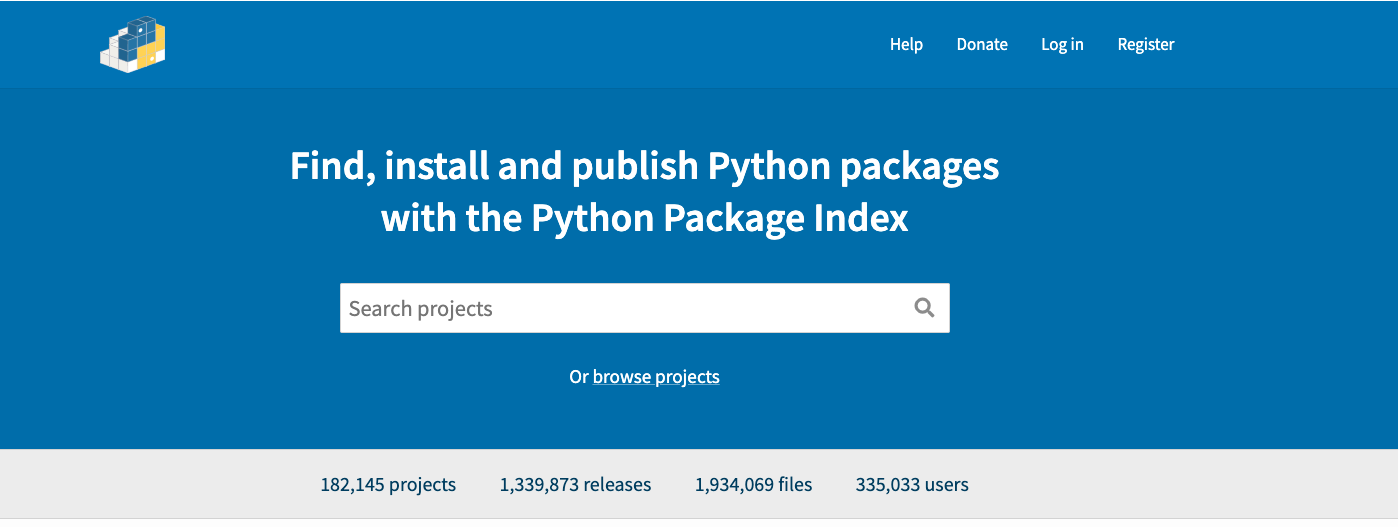 Help Donate Log in Register
Find, install and publish Python packages
with the Python Package Index
Search projects
Or browse projects
182,145 projects 1,339,873 releases 1,934,069 files 335,033 users